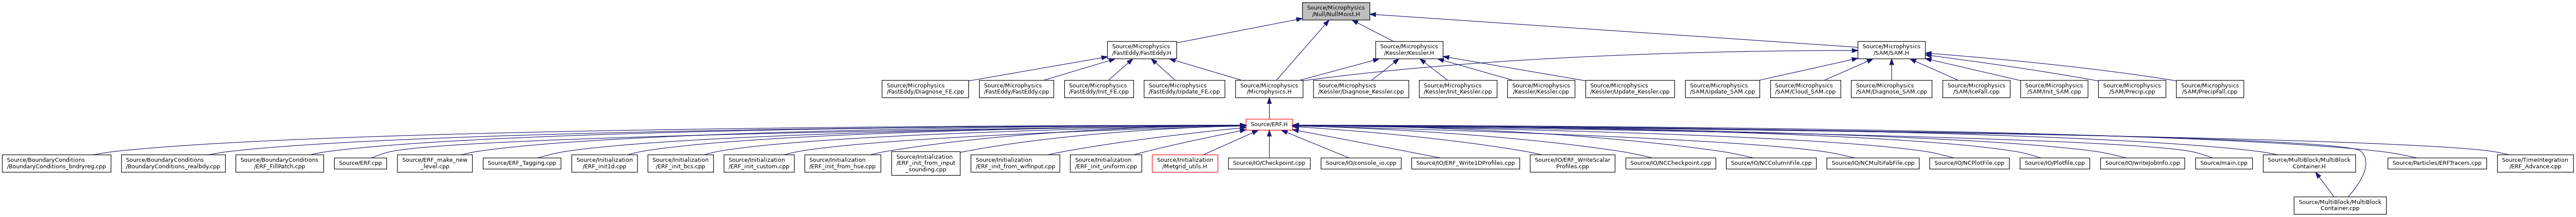 Source/Microphysics
/Null/NullMoist.H
Source/Microphysics
/FastEddy/FastEddy.H
Source/Microphysics
/Kessler/Kessler.H
Source/Microphysics
/SAM/SAM.H
Source/Microphysics
/FastEddy/Diagnose_FE.cpp
Source/Microphysics
/FastEddy/FastEddy.cpp
Source/Microphysics
/FastEddy/Init_FE.cpp
Source/Microphysics
/FastEddy/Update_FE.cpp
Source/Microphysics
/Microphysics.H
Source/Microphysics
/Kessler/Diagnose_Kessler.cpp
Source/Microphysics
/Kessler/Init_Kessler.cpp
Source/Microphysics
/Kessler/Kessler.cpp
Source/Microphysics
/Kessler/Update_Kessler.cpp
Source/Microphysics
/SAM/Update_SAM.cpp
Source/Microphysics
/SAM/Cloud_SAM.cpp
Source/Microphysics
/SAM/Diagnose_SAM.cpp
Source/Microphysics
/SAM/IceFall.cpp
Source/Microphysics
/SAM/Init_SAM.cpp
Source/Microphysics
/SAM/Precip.cpp
Source/Microphysics
/SAM/PrecipFall.cpp
Source/ERF.H
Source/BoundaryConditions
/BoundaryConditions_bndryreg.cpp
Source/BoundaryConditions
/BoundaryConditions_realbdy.cpp
Source/BoundaryConditions
/ERF_FillPatch.cpp
Source/ERF.cpp
Source/ERF_make_new
_level.cpp
Source/ERF_Tagging.cpp
Source/Initialization
/ERF_init1d.cpp
Source/Initialization
/ERF_init_bcs.cpp
Source/Initialization
/ERF_init_custom.cpp
Source/Initialization
/ERF_init_from_hse.cpp
Source/Initialization
/ERF_init_from_input
_sounding.cpp
Source/Initialization
/ERF_init_from_wrfinput.cpp
Source/Initialization
/ERF_init_uniform.cpp
Source/Initialization
/Metgrid_utils.H
Source/IO/Checkpoint.cpp
Source/IO/console_io.cpp
Source/IO/ERF_Write1DProfiles.cpp
Source/IO/ERF_WriteScalar
Profiles.cpp
Source/IO/NCCheckpoint.cpp
Source/IO/NCColumnFile.cpp
Source/IO/NCMultiFabFile.cpp
Source/IO/NCPlotFile.cpp
Source/IO/Plotfile.cpp
Source/IO/writeJobInfo.cpp
Source/main.cpp
Source/MultiBlock/MultiBlock
Container.H
Source/Particles/ERFTracers.cpp
Source/TimeIntegration
/ERF_Advance.cpp
Source/MultiBlock/MultiBlock
Container.cpp